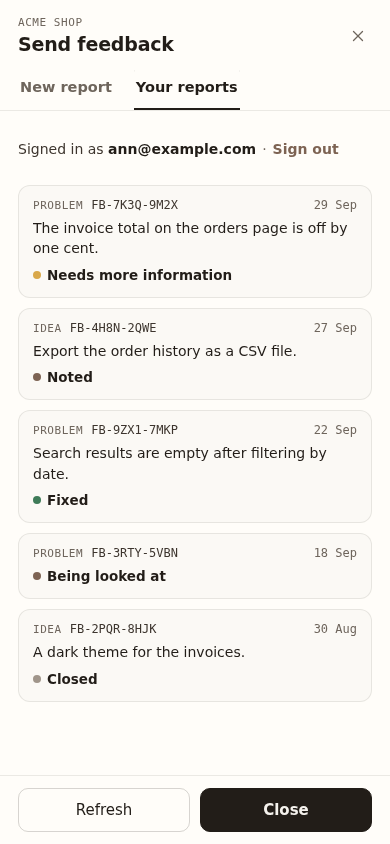 ACME SHOP
Send feedback
New report Your reports
Signed in as ann@example.com · Sign out
PROBLEM FB-7K3Q-9M2X 29 Sep
The invoice total on the orders page is off by
one cent.
Needs more information
IDEA FB-4H8N-2QWE 27 Sep
Export the order history as a CSV file.
Noted
PROBLEM FB-9ZX1-7MKP 22 Sep
Search results are empty after filtering by
date.
Fixed
PROBLEM FB-3RTY-5VBN 18 Sep
Being looked at
IDEA FB-2PQR-8HJK 30 Aug
A dark theme for the invoices.
Closed
Refresh Close